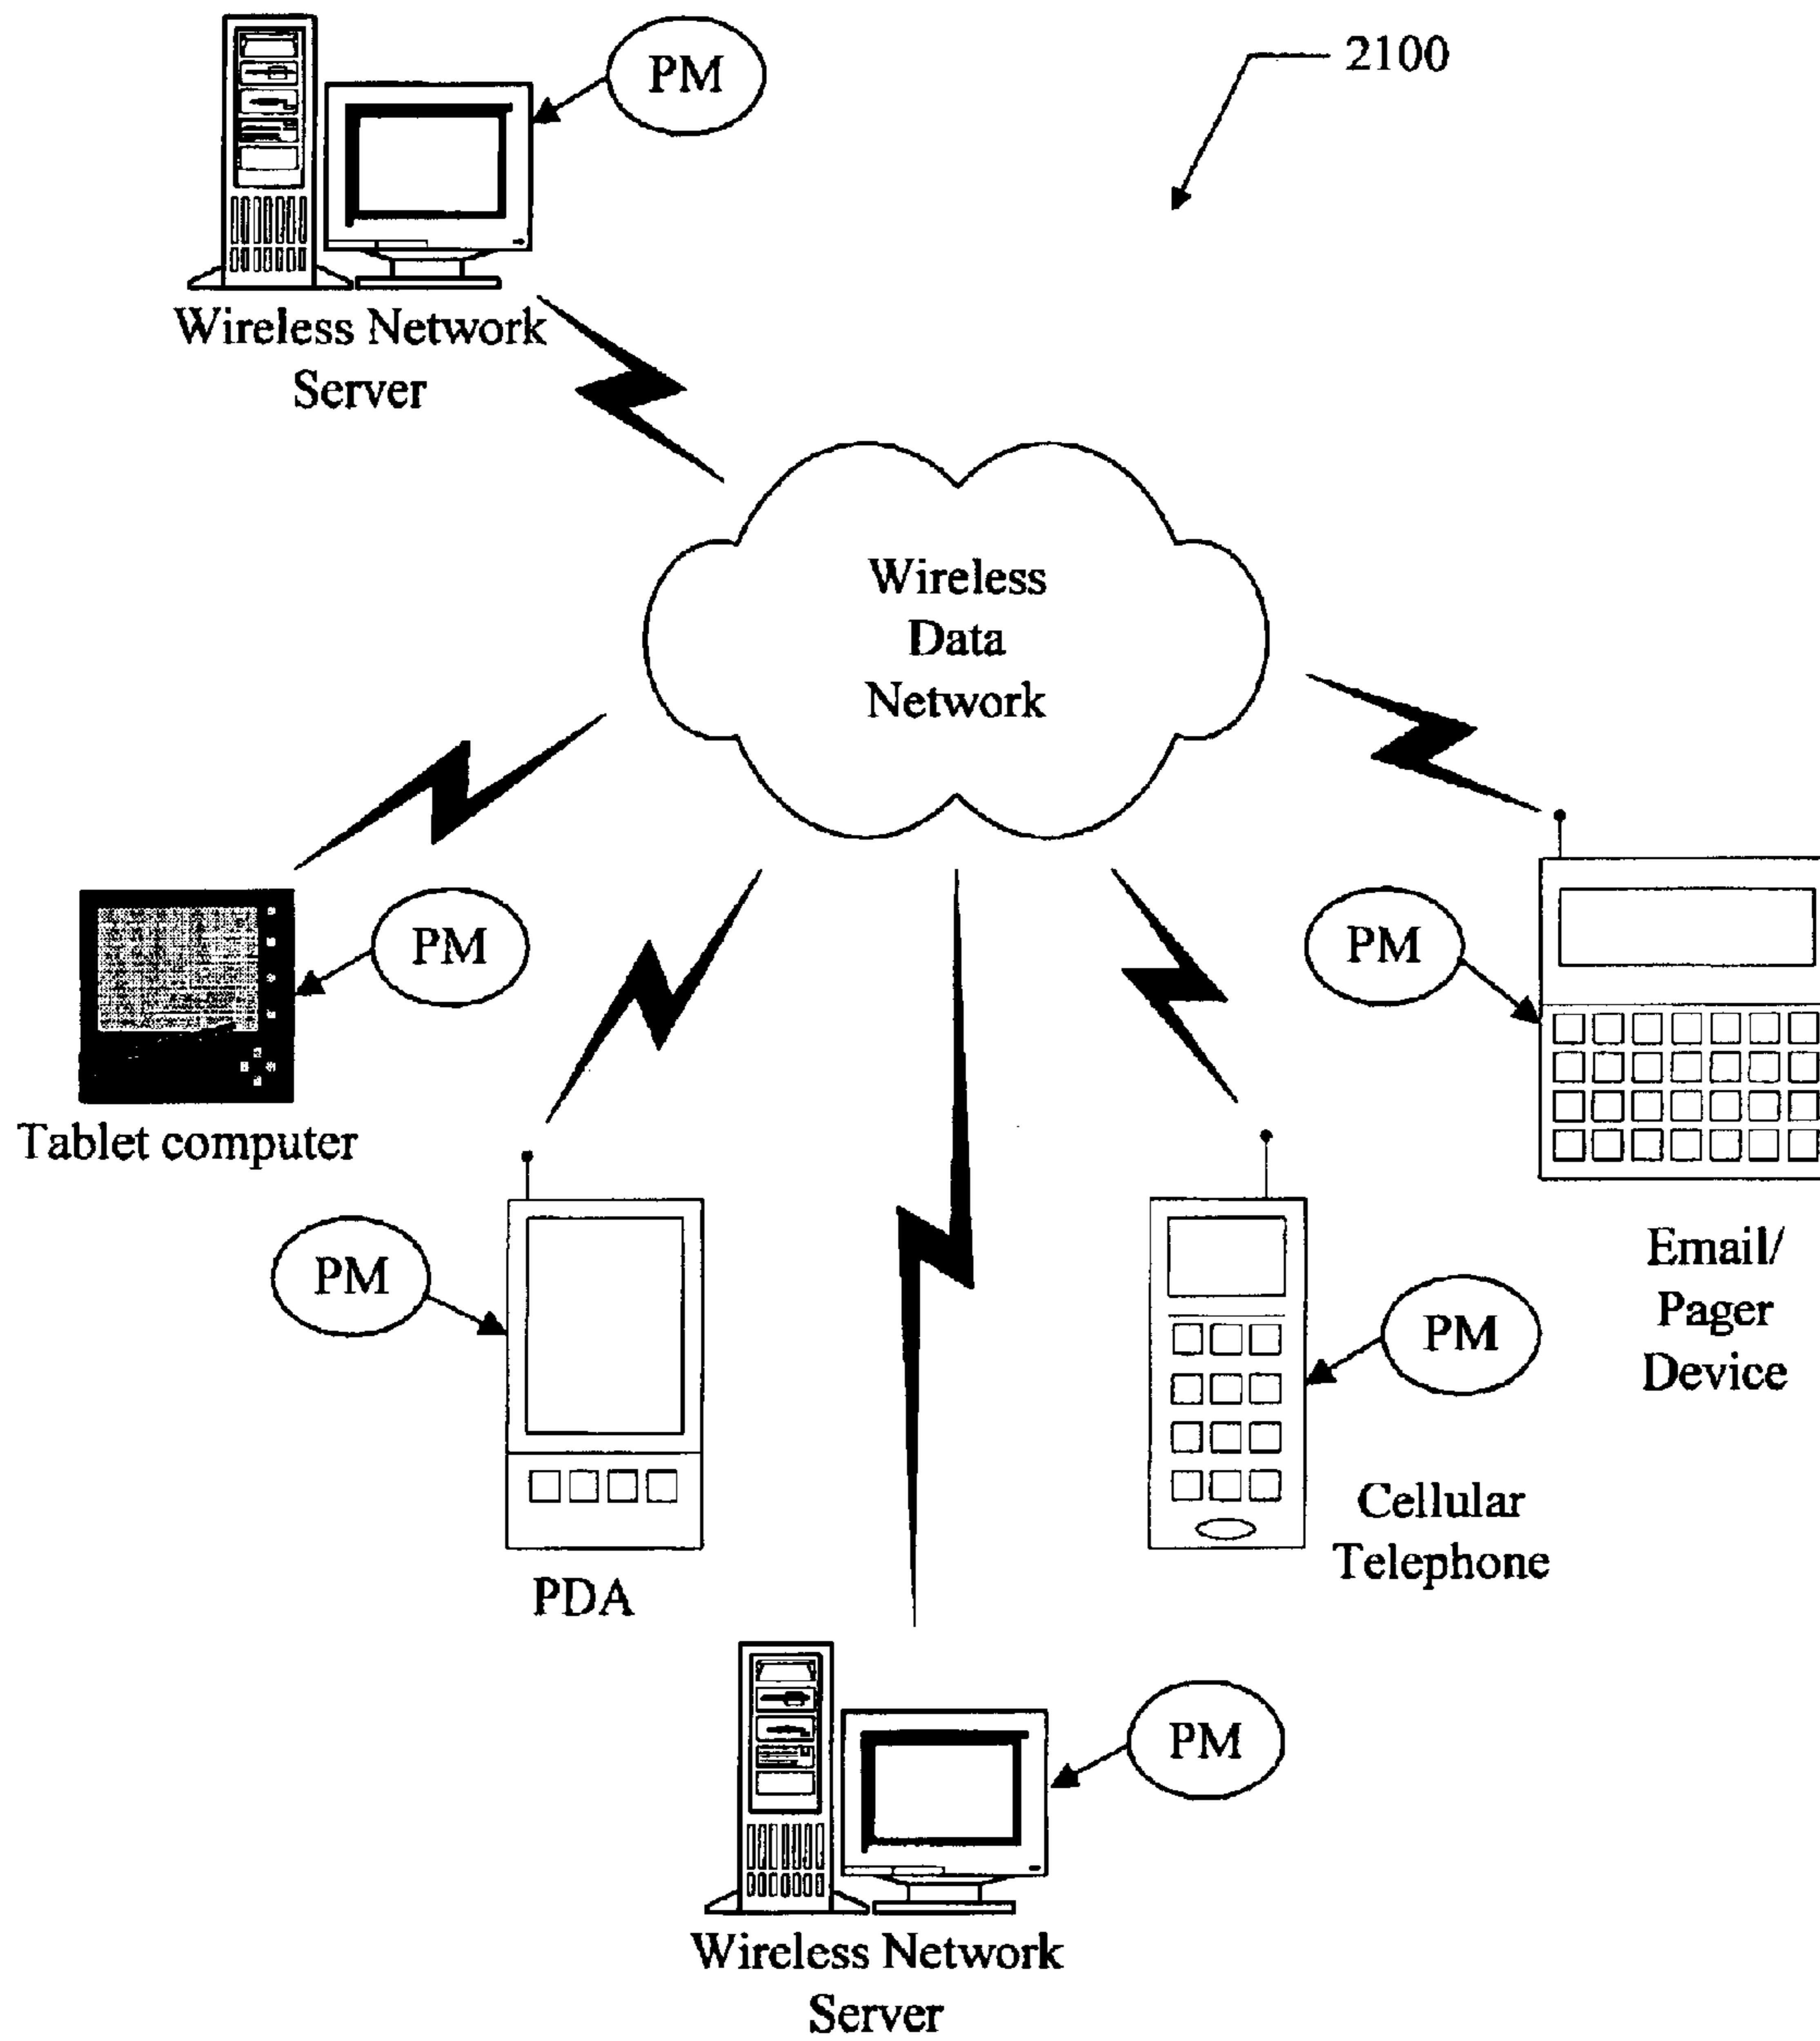 PM
2100
Wireless Network
Server
Wireless
Data
Network
PM
PM
Tablet computer
PM
Email/
Pager
Device
PM
Cellular
Telephone
PDA
PM
Wireless Network
Server